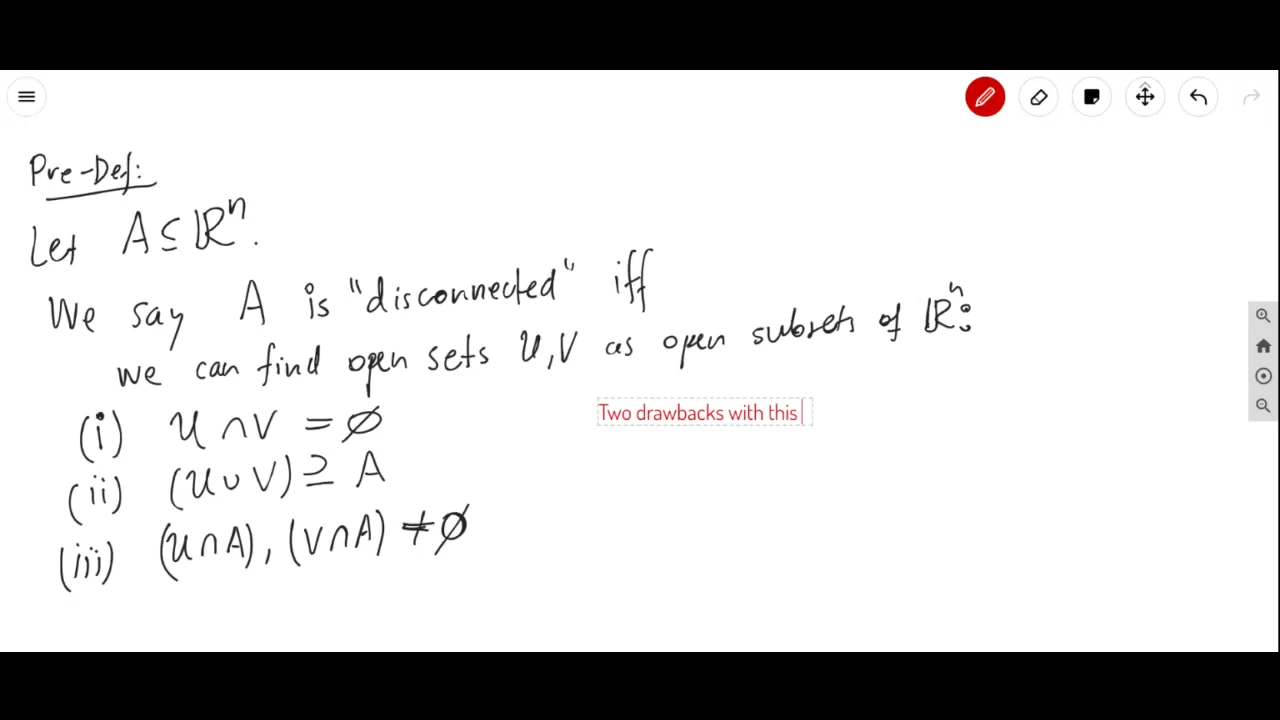 Pre-Def:
Let A ⊆ ℝⁿ.
We say A is "disconnected" iff
we can find open sets U, V as open subsets of ℝⁿ:
(i) U ∩ V = ∅
Two drawbacks with this
(ii) (U ∪ V) ⊇ A
(iii) (U ∩ A), (V ∩ A) ≠ ∅